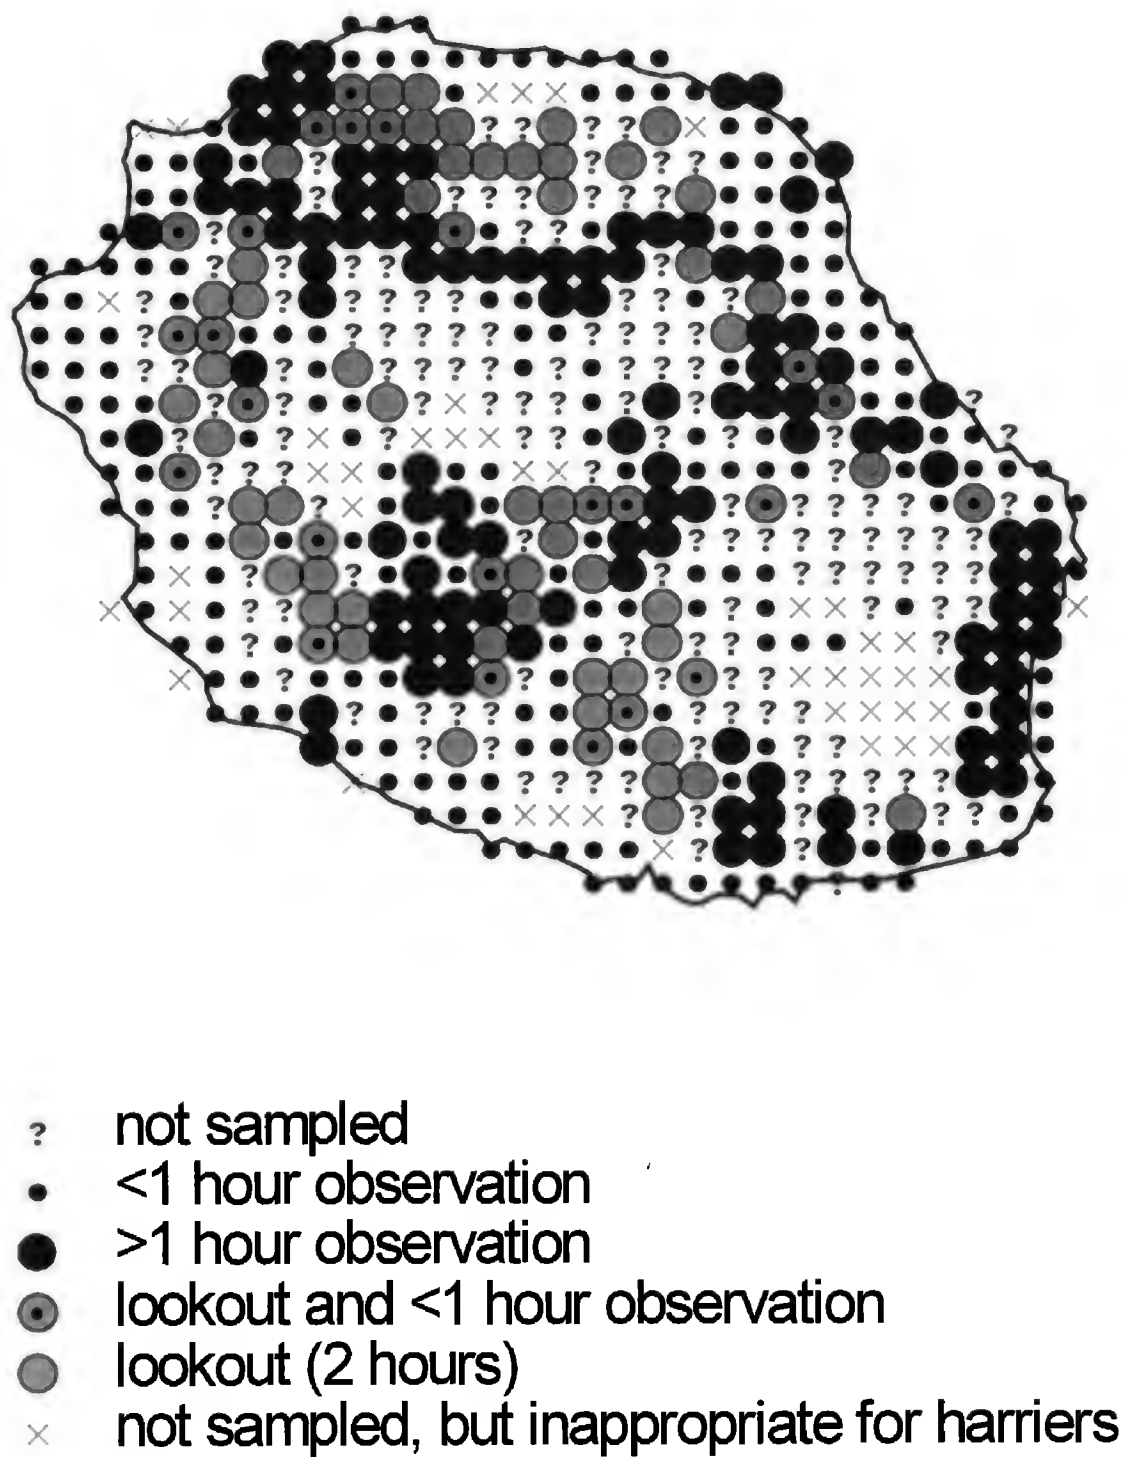 ? not sampled
<1 hour observation
>1 hour observation
lookout and <1 hour observation
lookout (2 hours)
× not sampled, but inappropriate for harriers